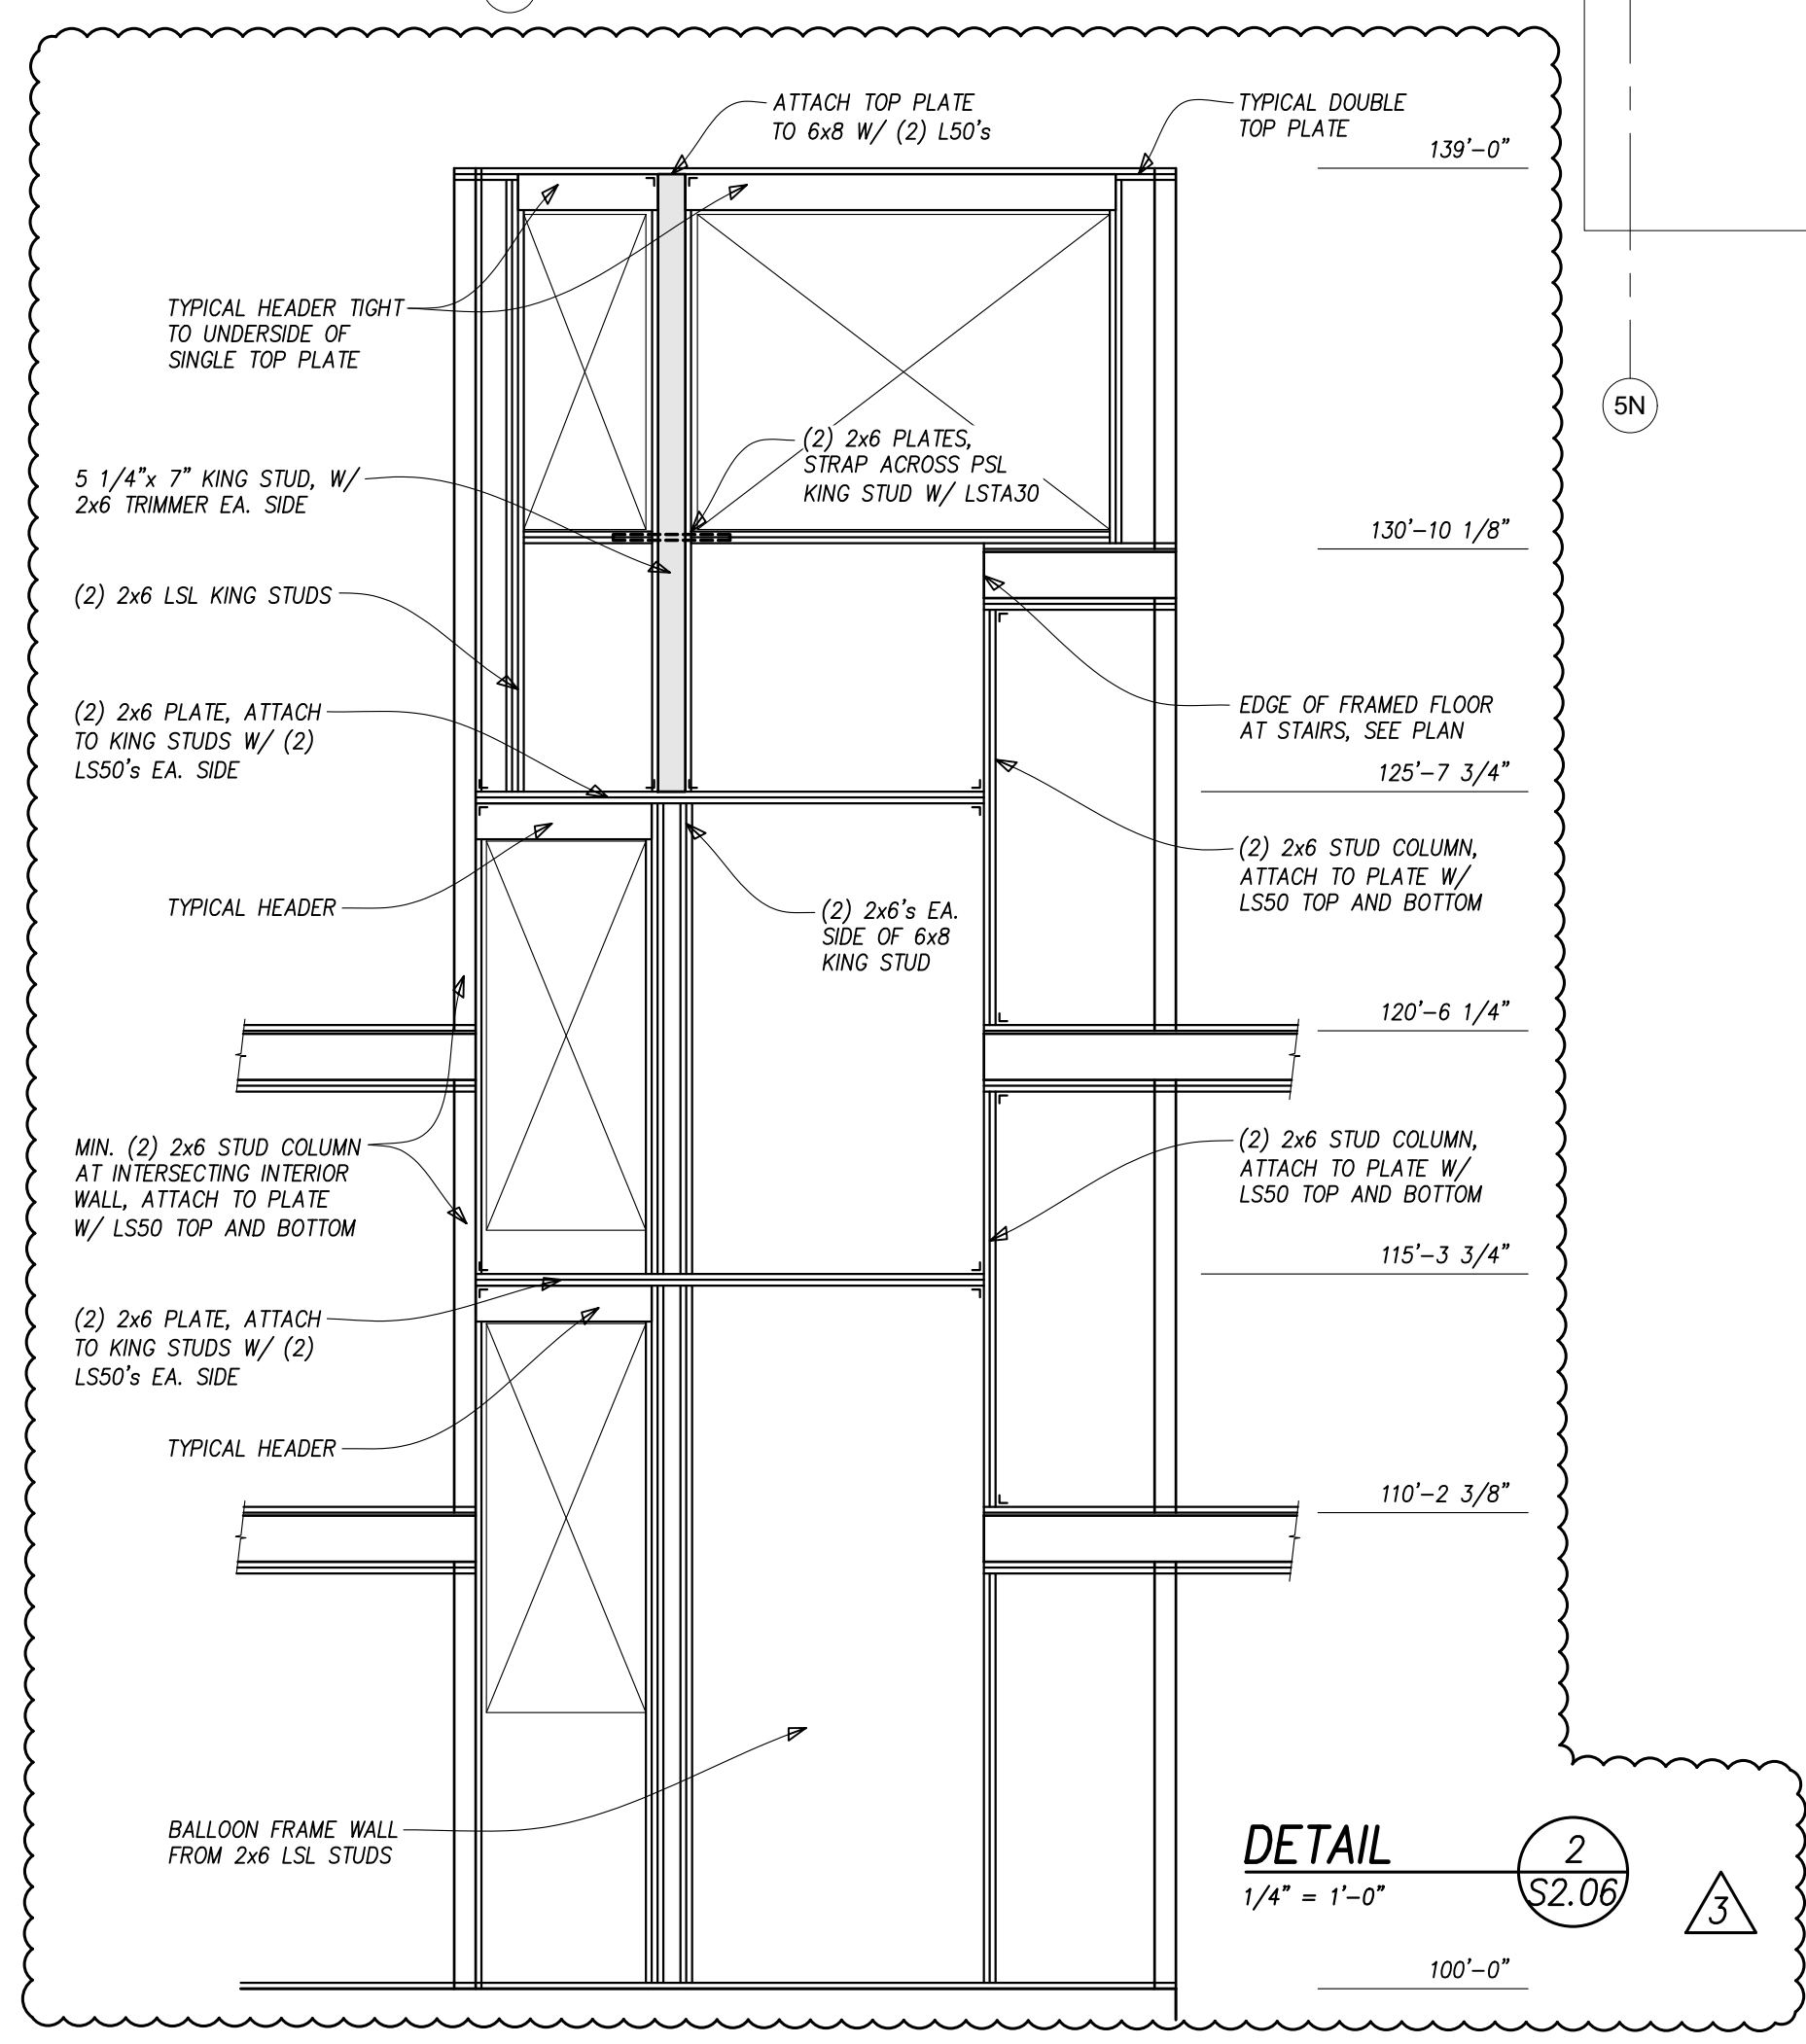 ATTACH TOP PLATE
TO 6x8 W/ (2) L50's
TYPICAL DOUBLE
TOP PLATE
139'-0"
TYPICAL HEADER TIGHT
TO UNDERSIDE OF
SINGLE TOP PLATE
5N
(2) 2x6 PLATES,
STRAP ACROSS PSL
KING STUD W/ LSTA30
5 1/4"x 7" KING STUD, W/
2x6 TRIMMER EA. SIDE
130'-10 1/8"
(2) 2x6 LSL KING STUDS
(2) 2x6 PLATE, ATTACH
TO KING STUDS W/ (2)
LS50's EA. SIDE
EDGE OF FRAMED FLOOR
AT STAIRS, SEE PLAN
125'-7 3/4"
(2) 2x6 STUD COLUMN,
ATTACH TO PLATE W/
LS50 TOP AND BOTTOM
TYPICAL HEADER
(2) 2x6's EA.
SIDE OF 6x8
KING STUD
120'-6 1/4"
MIN. (2) 2x6 STUD COLUMN
AT INTERSECTING INTERIOR
WALL, ATTACH TO PLATE
W/ LS50 TOP AND BOTTOM
(2) 2x6 STUD COLUMN,
ATTACH TO PLATE W/
LS50 TOP AND BOTTOM
115'-3 3/4"
(2) 2x6 PLATE, ATTACH
TO KING STUDS W/ (2)
LS50's EA. SIDE
TYPICAL HEADER
110'-2 3/8"
BALLOON FRAME WALL
FROM 2x6 LSL STUDS
DETAIL
1/4" = 1'-0"
2
S2.06
3
100'-0"